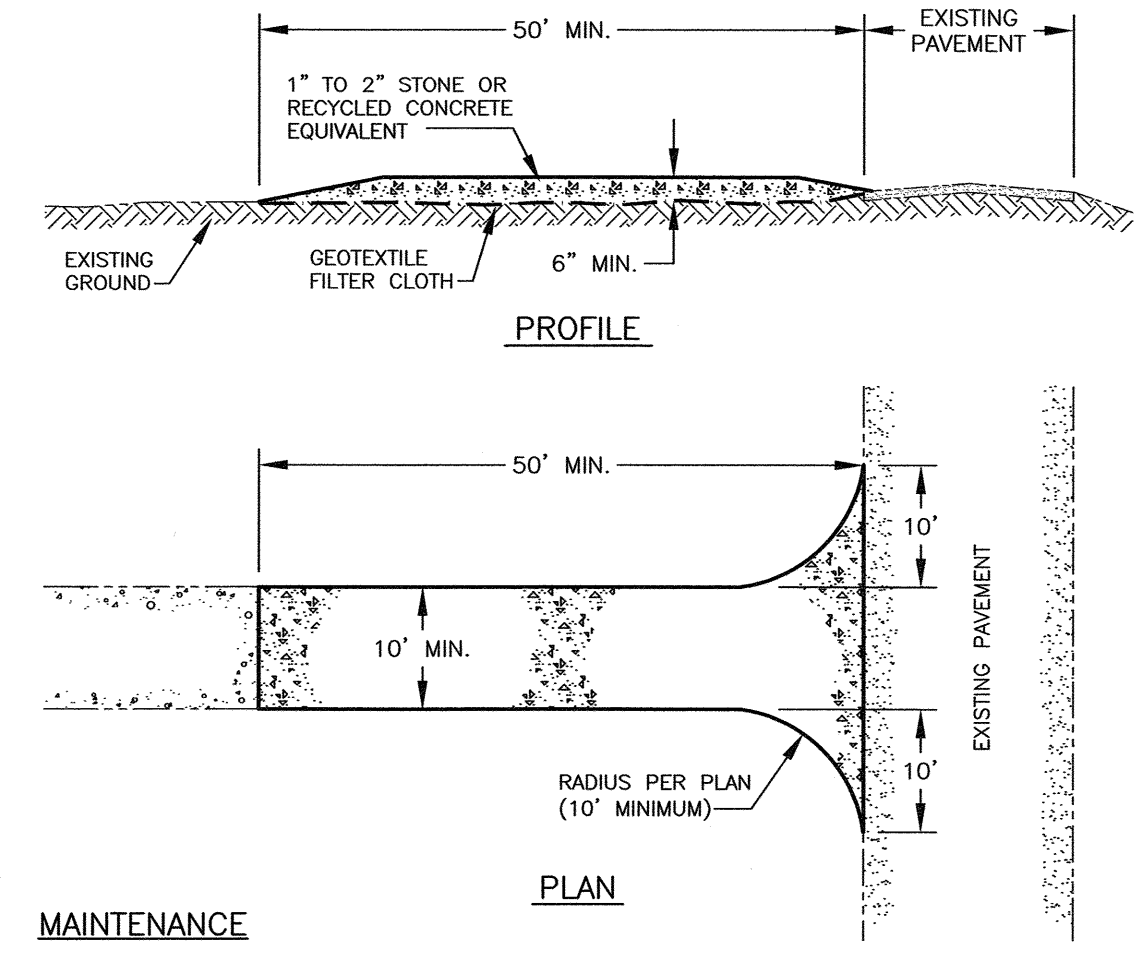 50' MIN.
EXISTING
PAVEMENT
1" TO 2" STONE OR
RECYCLED CONCRETE
EQUIVALENT
EXISTING
GROUND
GEOTEXTILE
FILTER CLOTH
6" MIN.
PROFILE
50' MIN.
10'
10' MIN.
EXISTING PAVEMENT
10'
RADIUS PER PLAN
(10' MINIMUM)
PLAN
MAINTENANCE